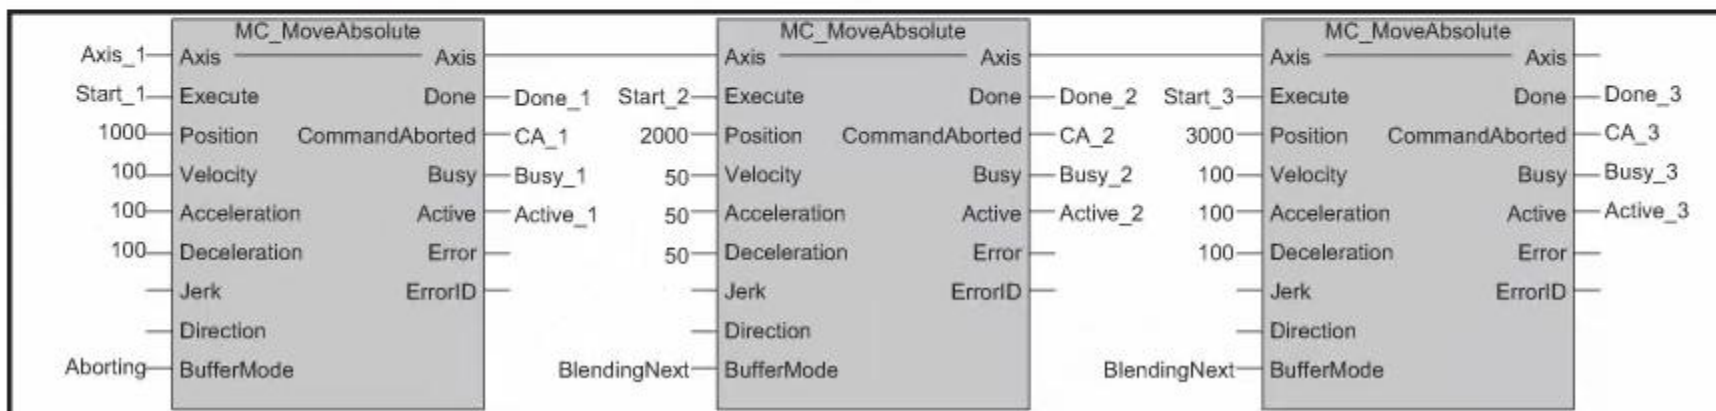 MC_MoveAbsolute MC_MoveAbsolute MC_MoveAbsolute
Axis_1 Axis Axis Axis Axis Axis Axis
Start_1 Execute Done Done_1 Start_2 Execute Done Done_2 Start_3 Execute Done Done_3
1000 Position CommandAborted CA_1 2000 Position CommandAborted CA_2 3000 Position CommandAborted CA_3
100 Velocity Busy Busy_1 50 Velocity Busy Busy_2 100 Velocity Busy Busy_3
100 Acceleration Active Active_1 50 Acceleration Active Active_2 100 Acceleration Active Active_3
100 Deceleration Error 50 Deceleration Error 100 Deceleration Error
Jerk ErrorID Jerk ErrorID Jerk ErrorID
Direction Direction Direction
Aborting BufferMode BlendingNext BufferMode BlendingNext BufferMode